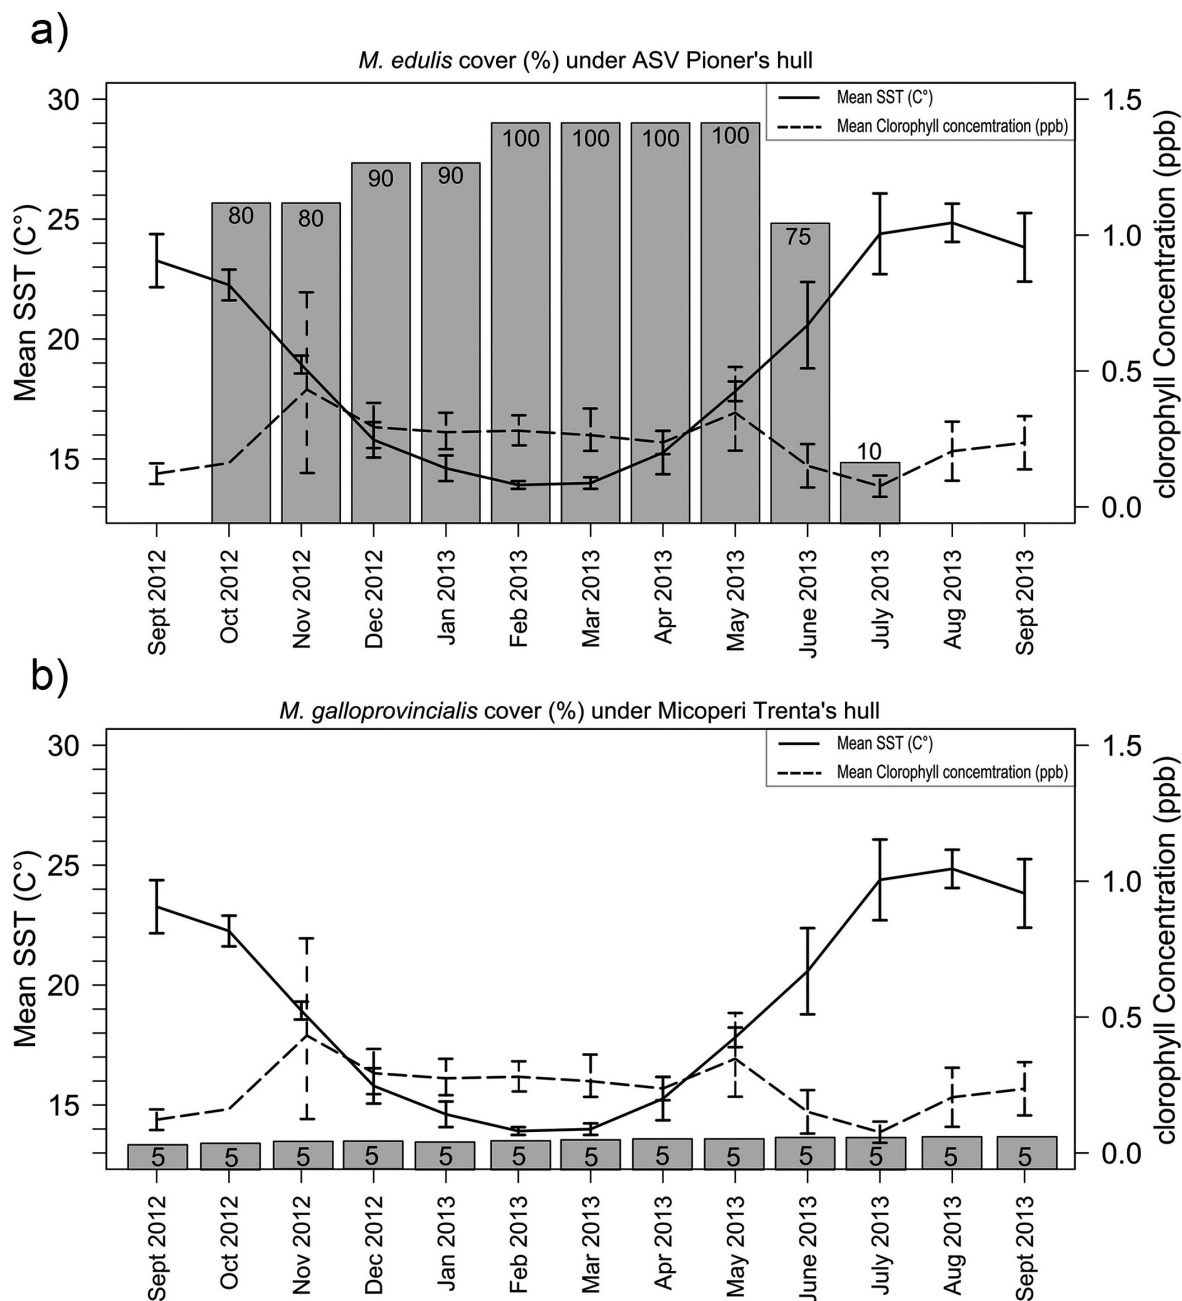 a)
M. edulis cover (%) under ASV Pioner's hull
Mean SST (C°)
Mean Clorophyll concemtration (ppb)
30
25
20
15
Mean SST (C°)
1.5
1.0
0.5
0.0
clorophyll Concentration (ppb)
80
80
90
90
100
100
100
100
75
10
Sept 2012
Oct 2012
Nov 2012
Dec 2012
Jan 2013
Feb 2013
Mar 2013
Apr 2013
May 2013
June 2013
July 2013
Aug 2013
Sept 2013
b)
M. galloprovincialis cover (%) under Micoperi Trenta's hull
Mean SST (C°)
Mean Clorophyll concemtration (ppb)
30
25
20
15
Mean SST (C°)
1.5
1.0
0.5
0.0
clorophyll Concentration (ppb)
5
5
5
5
5
5
5
5
5
5
5
5
5
Sept 2012
Oct 2012
Nov 2012
Dec 2012
Jan 2013
Feb 2013
Mar 2013
Apr 2013
May 2013
June 2013
July 2013
Aug 2013
Sept 2013